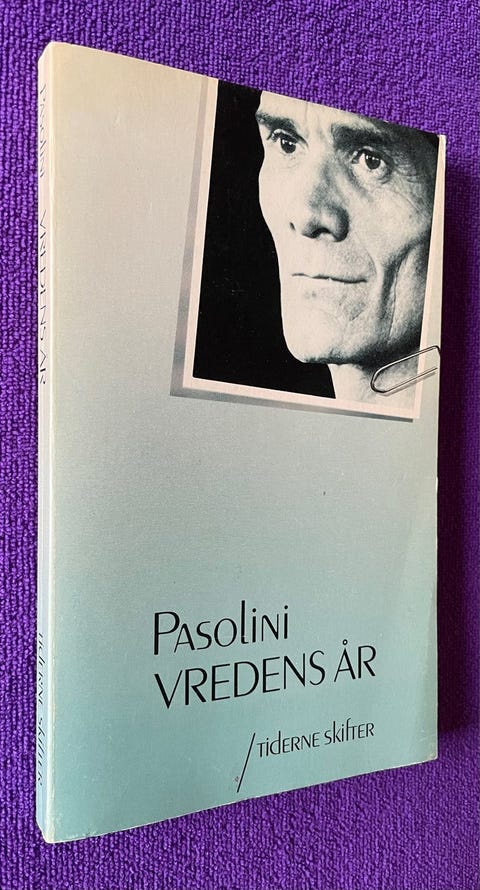 Pasolini
VREDENS ÅR
/TIDERNE SKIFTER
Pasolini VREDENS ÅR TIDERNE SKIFTER